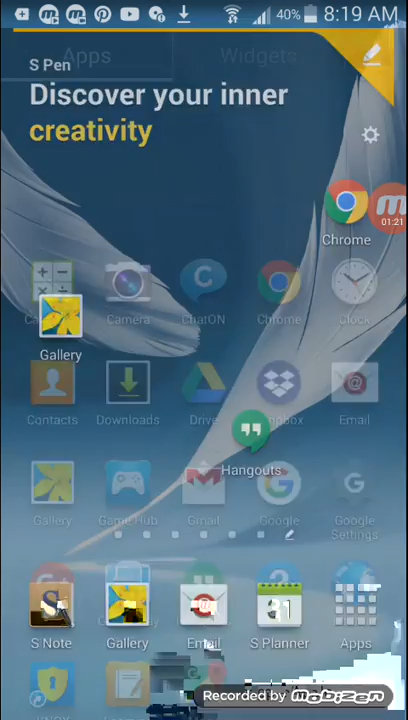 40% 8:19 AM
Apps Widgets
S Pen
Discover your inner
creativity
01:21
Chrome
Camera ChatON Chrome Clock
Gallery
Contacts Downloads Drive Email
Hangouts
Gallery Game Hub Gmail Google Google
Settings
31
S Note Gallery Email S Planner Apps
Recorded by mobizen